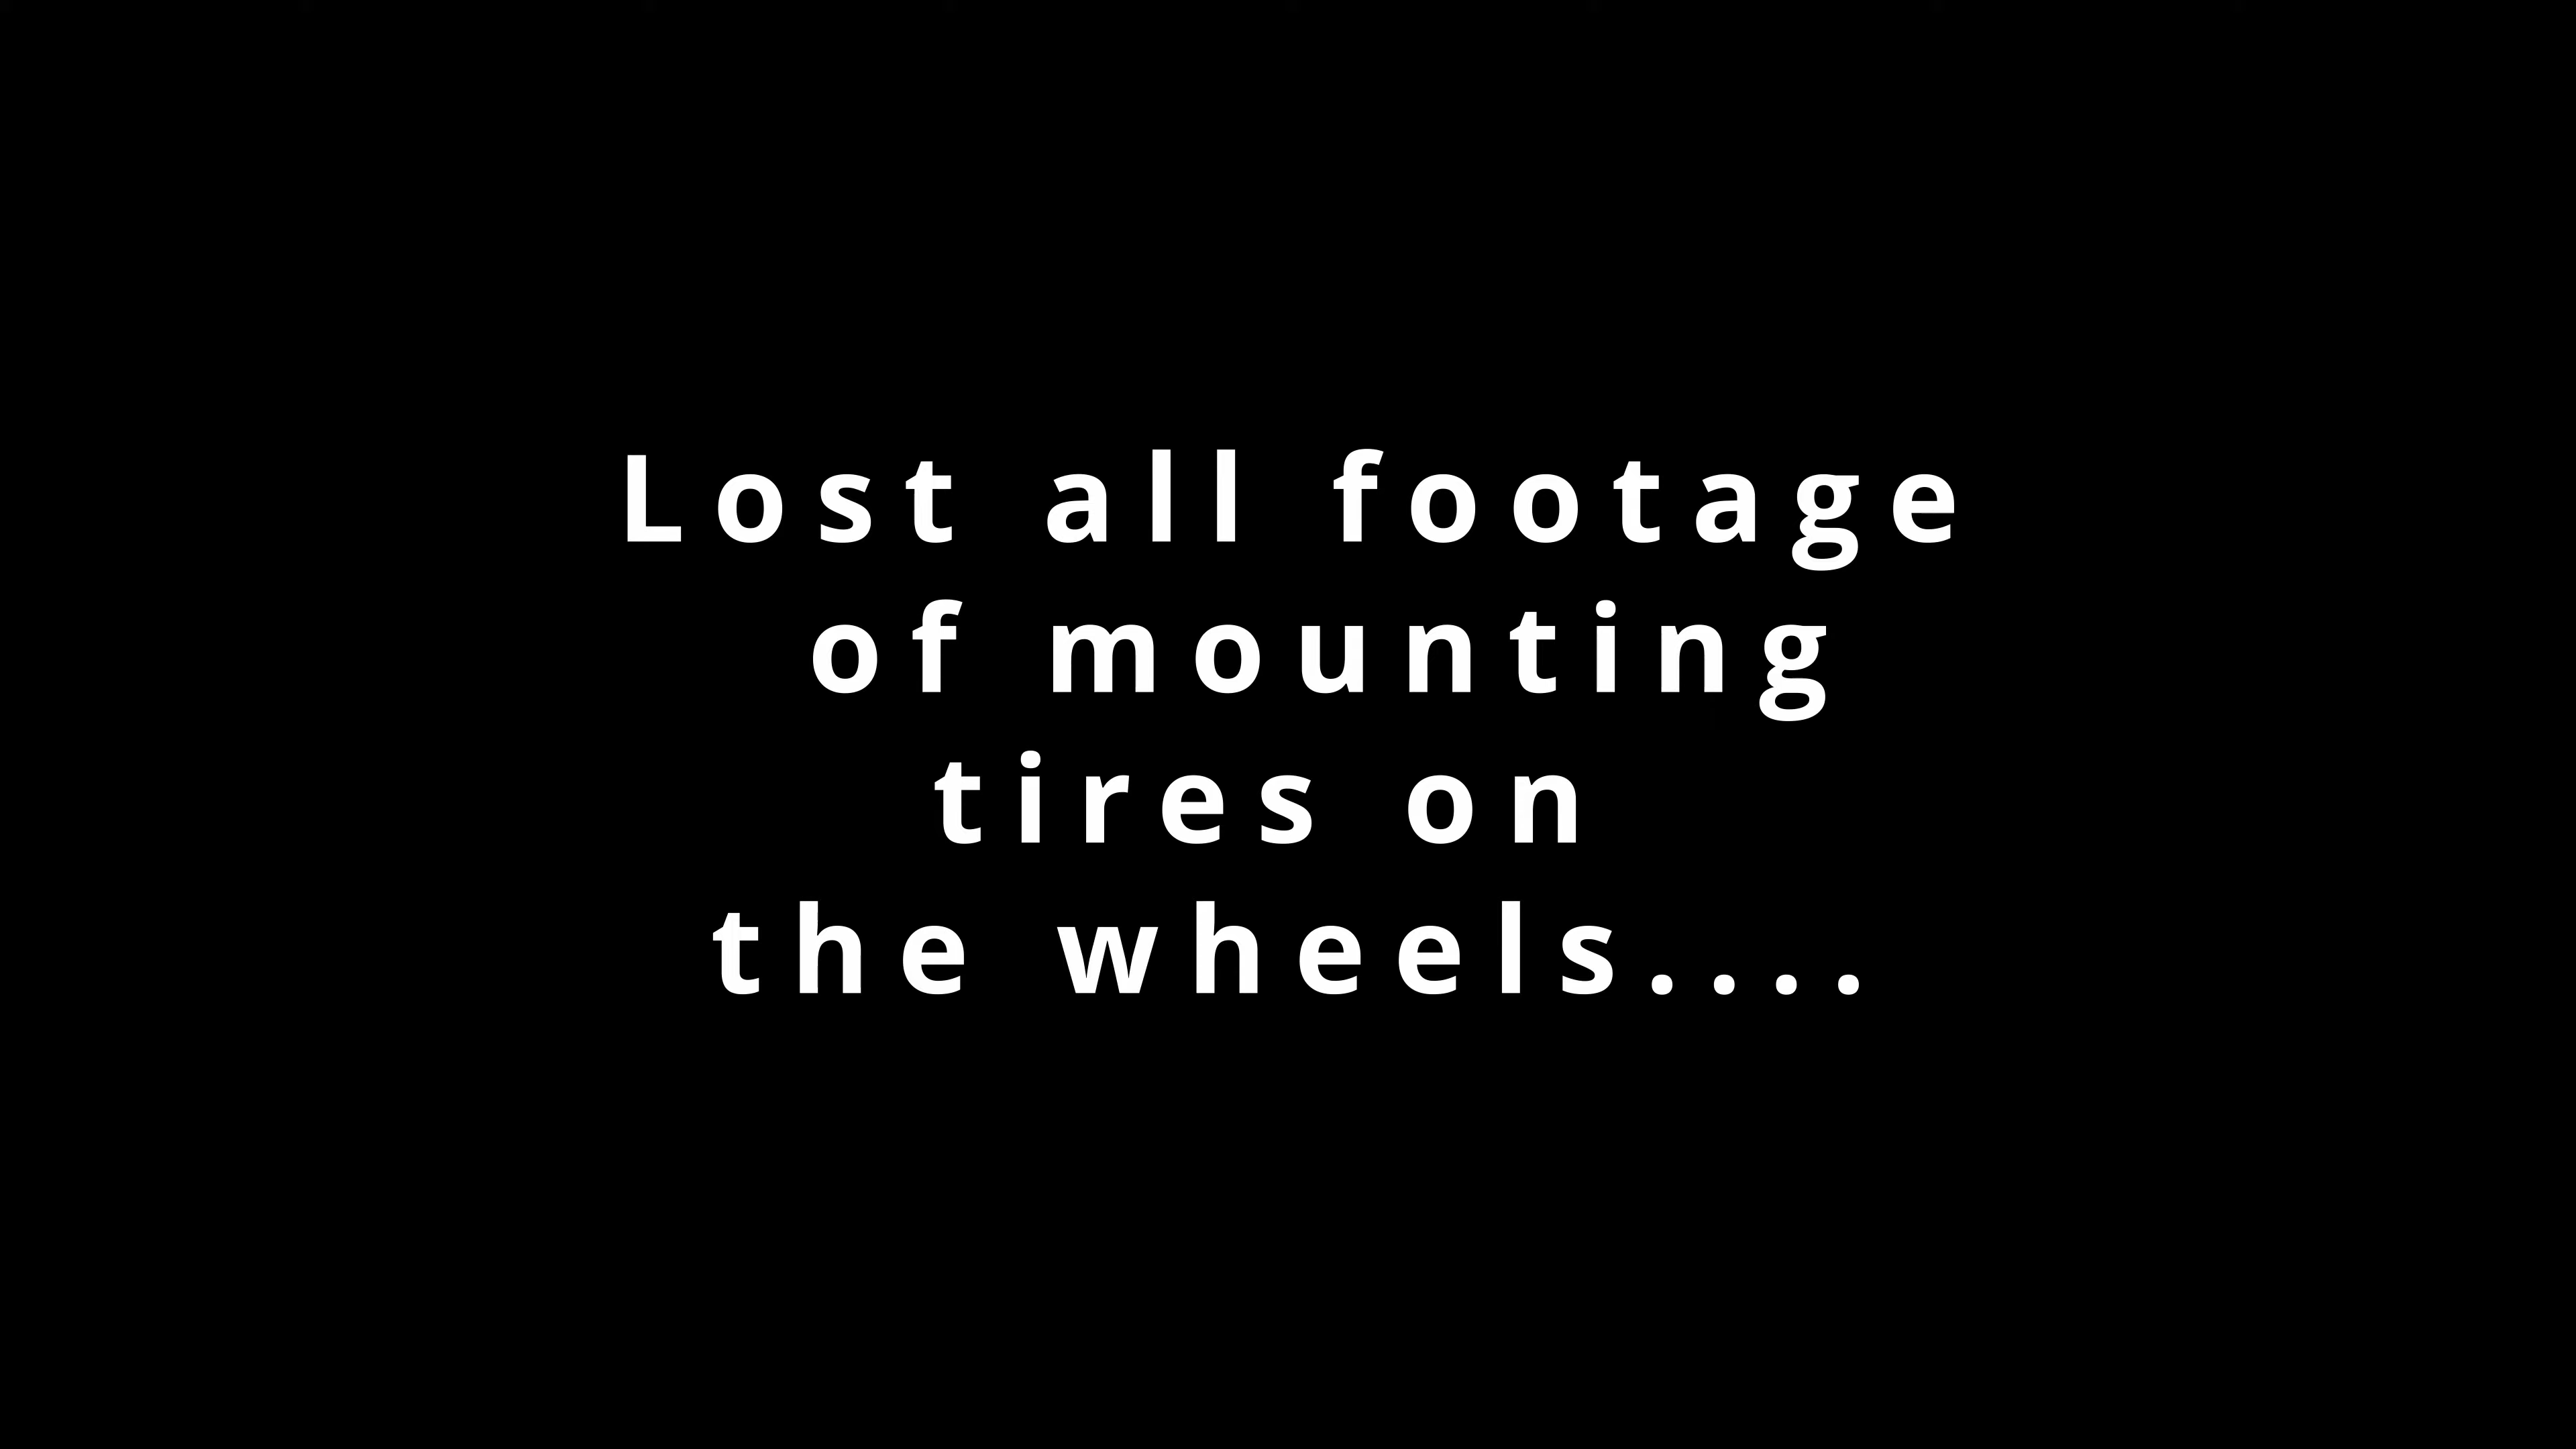 Lost all footage
of mounting
tires on
the wheels....